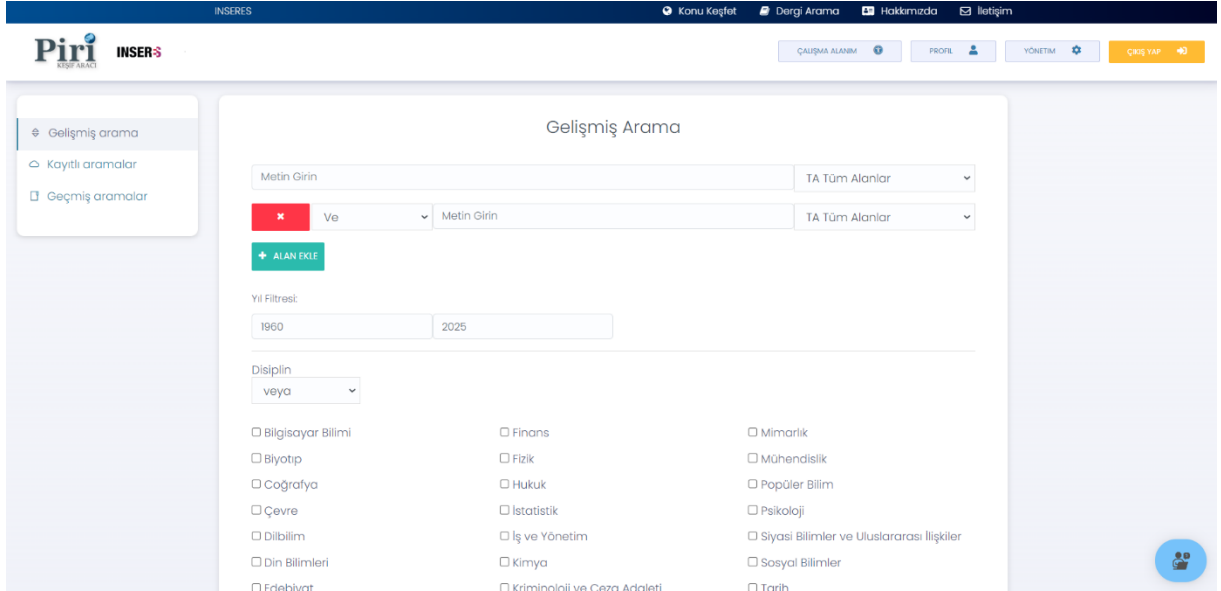 INSERES
Konu Keşfet
Dergi Arama
Hakkımızda
İletişim
Piri
KEŞİF ARACI
INSERES
ÇALIŞMA ALANIM
PROFİL
YÖNETİM
ÇIKIŞ YAP
Gelişmiş arama
Kayıtlı aramalar
Geçmiş aramalar
Gelişmiş Arama
Metin Girin
TA Tüm Alanlar
Ve
Metin Girin
TA Tüm Alanlar
ALAN EKLE
Yıl Filtresi:
1960
2025
Disiplin
veya
Bilgisayar Bilimi
Finans
Mimarlık
Biyotıp
Fizik
Mühendislik
Coğrafya
Hukuk
Popüler Bilim
Çevre
İstatistik
Psikoloji
Dilbilim
İş ve Yönetim
Siyasi Bilimler ve Uluslararası İlişkiler
Din Bilimleri
Kimya
Sosyal Bilimler
Edebiyat
Kriminoloji ve Ceza Adaleti
Tarih